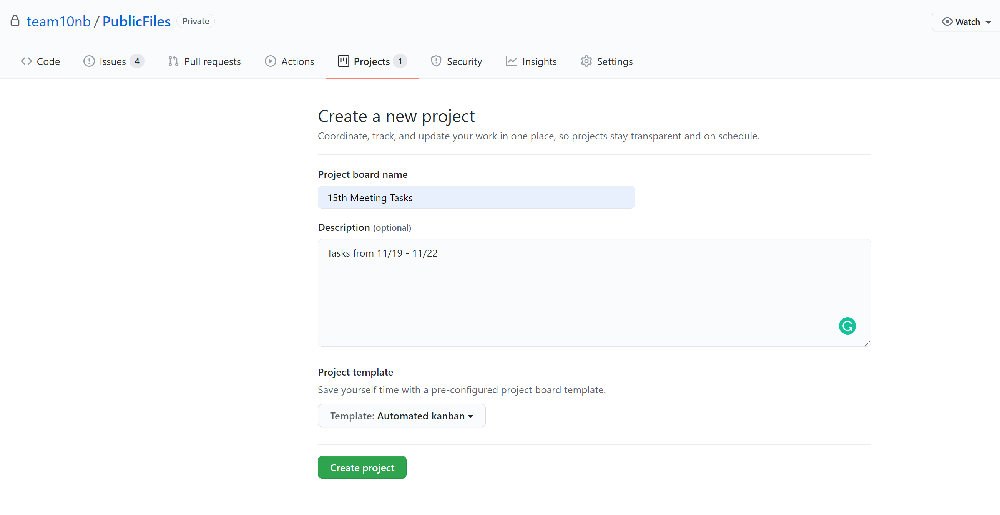 team10nb / PublicFiles Private
Watch
Code Issues 4 Pull requests Actions Projects 1 Security Insights Settings
Create a new project
Coordinate, track, and update your work in one place, so projects stay transparent and on schedule.
Project board name
15th Meeting Tasks
Description (optional)
Tasks from 11/19 - 11/22
Project template
Save yourself time with a pre-configured project board template.
Template: Automated kanban
Create project